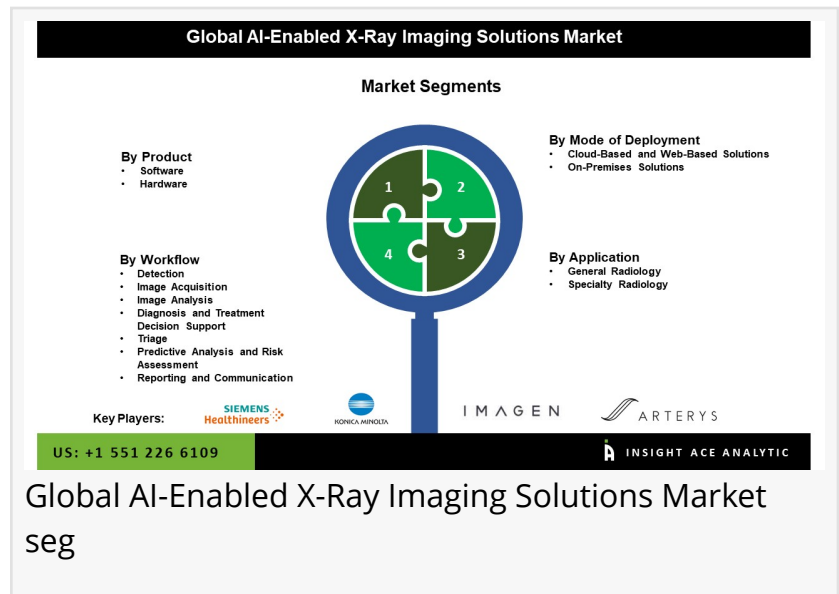 Global AI-Enabled X-Ray Imaging Solutions Market
Market Segments
By Product
• Software
• Hardware
1
2
4
3
By Mode of Deployment
• Cloud-Based and Web-Based Solutions
• On-Premises Solutions
By Workflow
• Detection
• Image Acquisition
• Image Analysis
• Diagnosis and Treatment
Decision Support
• Triage
• Predictive Analysis and Risk
Assessment
• Reporting and Communication
By Application
• General Radiology
• Specialty Radiology
Key Players:
SIEMENS
Healthineers
KONICA MINOLTA
IMAGEN
ARTERYS
US: +1 551 226 6109
INSIGHT ACE ANALYTIC
Global AI-Enabled X-Ray Imaging Solutions Market
seg